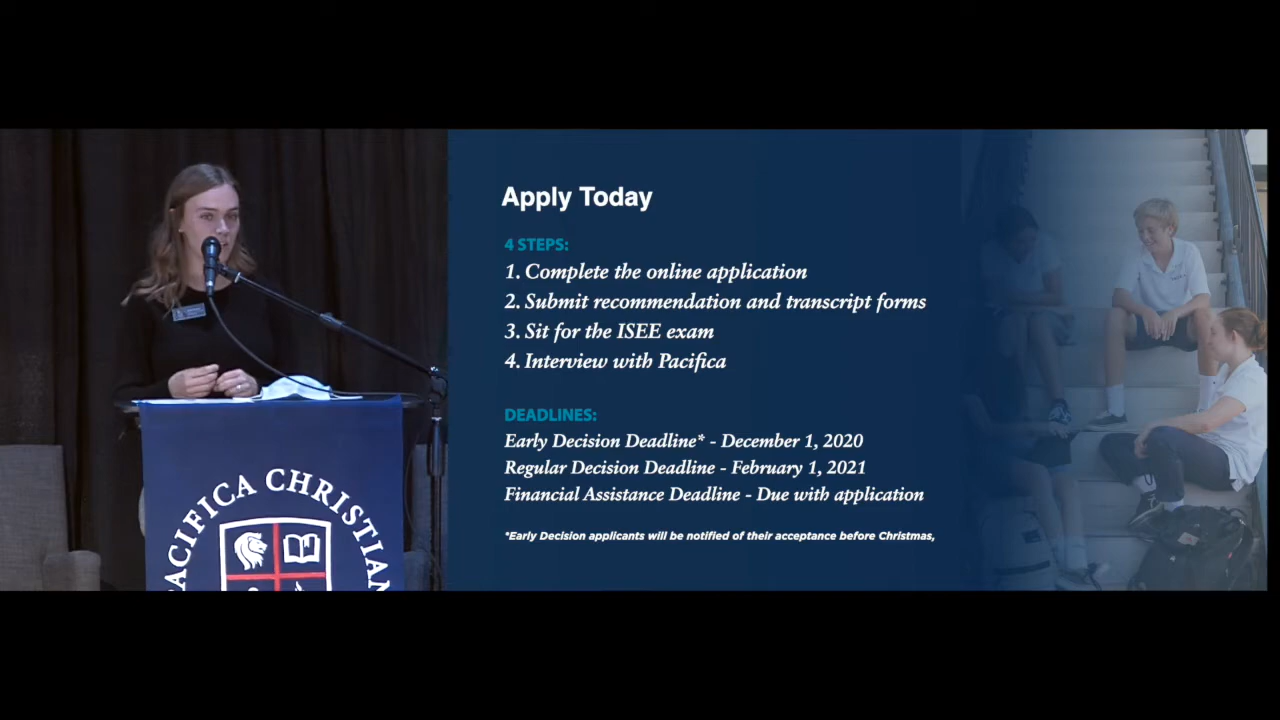 Apply Today
4 STEPS:
1. Complete the online application
2. Submit recommendation and transcript forms
3. Sit for the ISEE exam
4. Interview with Pacifica
DEADLINES:
Early Decision Deadline* - December 1, 2020
Regular Decision Deadline - February 1, 2021
Financial Assistance Deadline - Due with application
*Early Decision applicants will be notified of their acceptance before Christmas,
PACIFICA CHRISTIAN